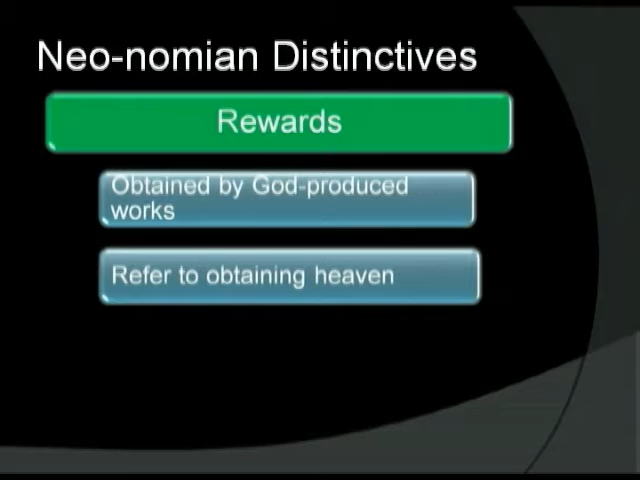 Neo-nomian Distinctives
Rewards
Obtained by God-produced
works
Refer to obtaining heaven